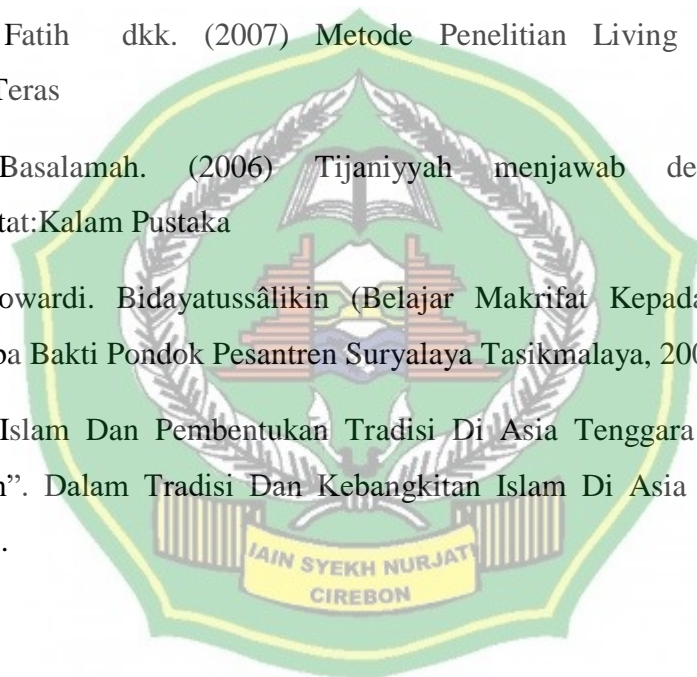 Fatih dkk. (2007) Metode Penelitian Living
Teras
Basalamah. (2006) Tijaniyyah menjawab de
tat:Kalam Pustaka
owardi. Bidayatussâlikin (Belajar Makrifat Kepada
ba Bakti Pondok Pesantren Suryalaya Tasikmalaya, 200
Islam Dan Pembentukan Tradisi Di Asia Tenggara
n”. Dalam Tradisi Dan Kebangkitan Islam Di Asia
.
IAIN SYEKH NURJATI
CIREBON